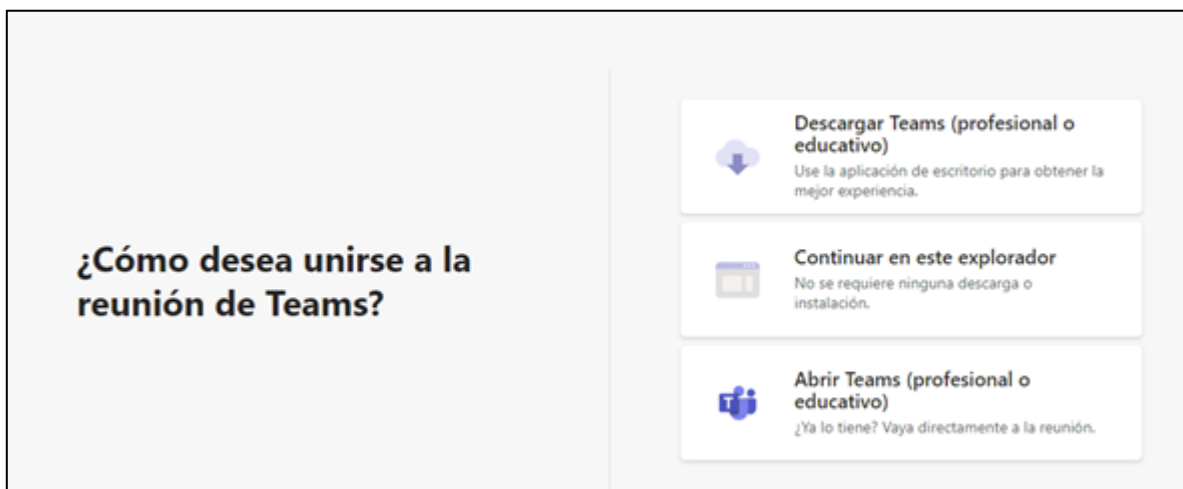 ¿Cómo desea unirse a la
reunión de Teams?
Descargar Teams (profesional o
educativo)
Use la aplicación de escritorio para obtener la
mejor experiencia.
Continuar en este explorador
No se requiere ninguna descarga o
instalación.
Abrir Teams (profesional o
educativo)
¿Ya lo tiene? Vaya directamente a la reunión.